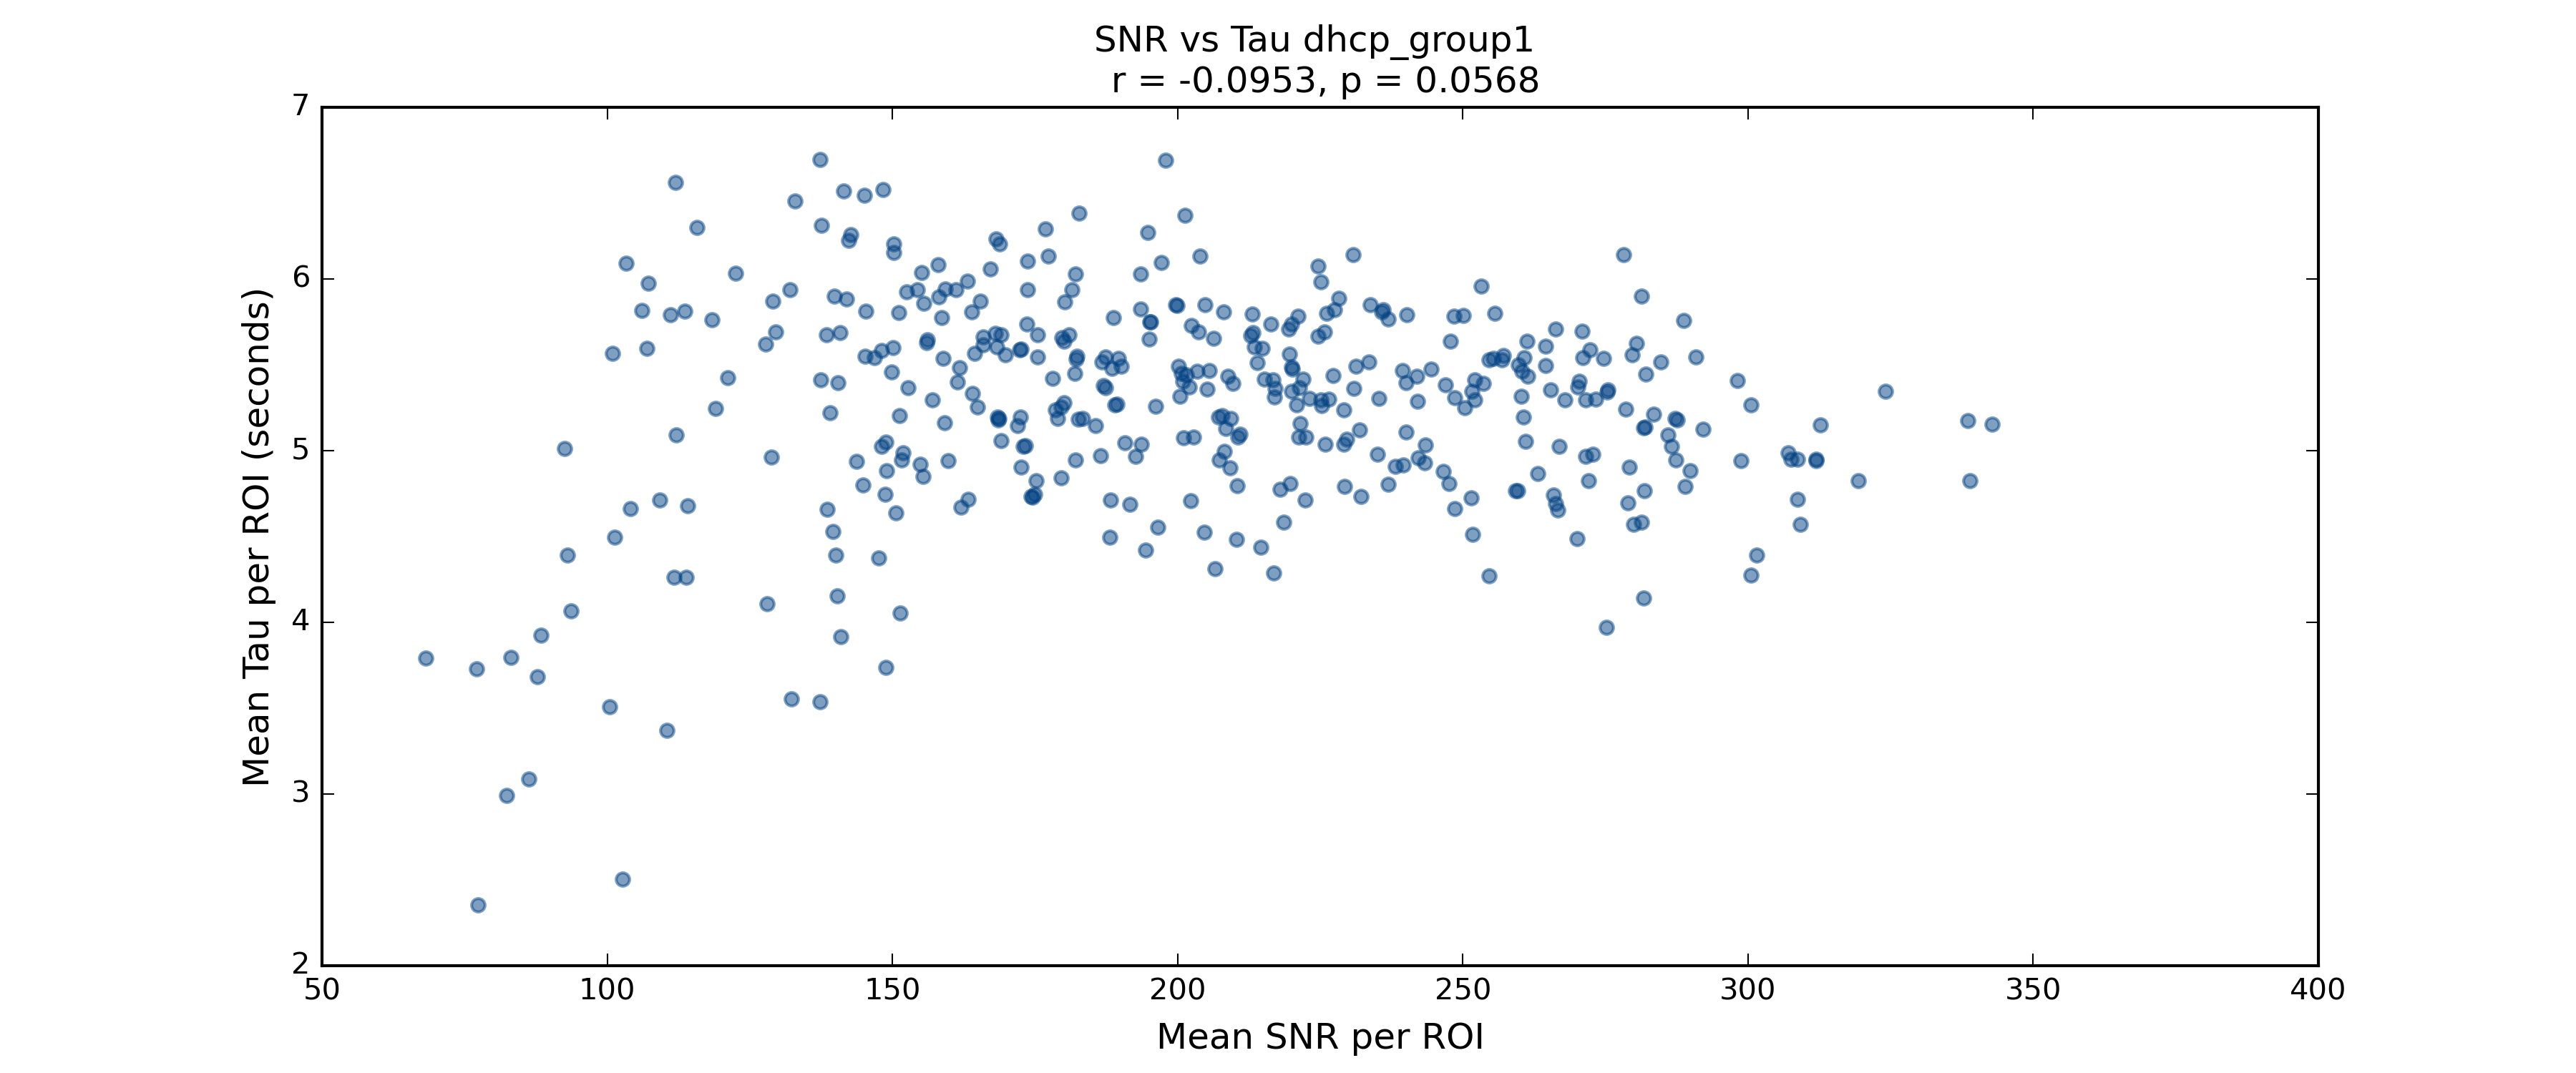 SNR vs Tau dhcp_group1
r = -0.0953, p = 0.0568
7
6
5
4
3
2
Mean Tau per ROI (seconds)
50 100 150 200 250 300 350 400
Mean SNR per ROI